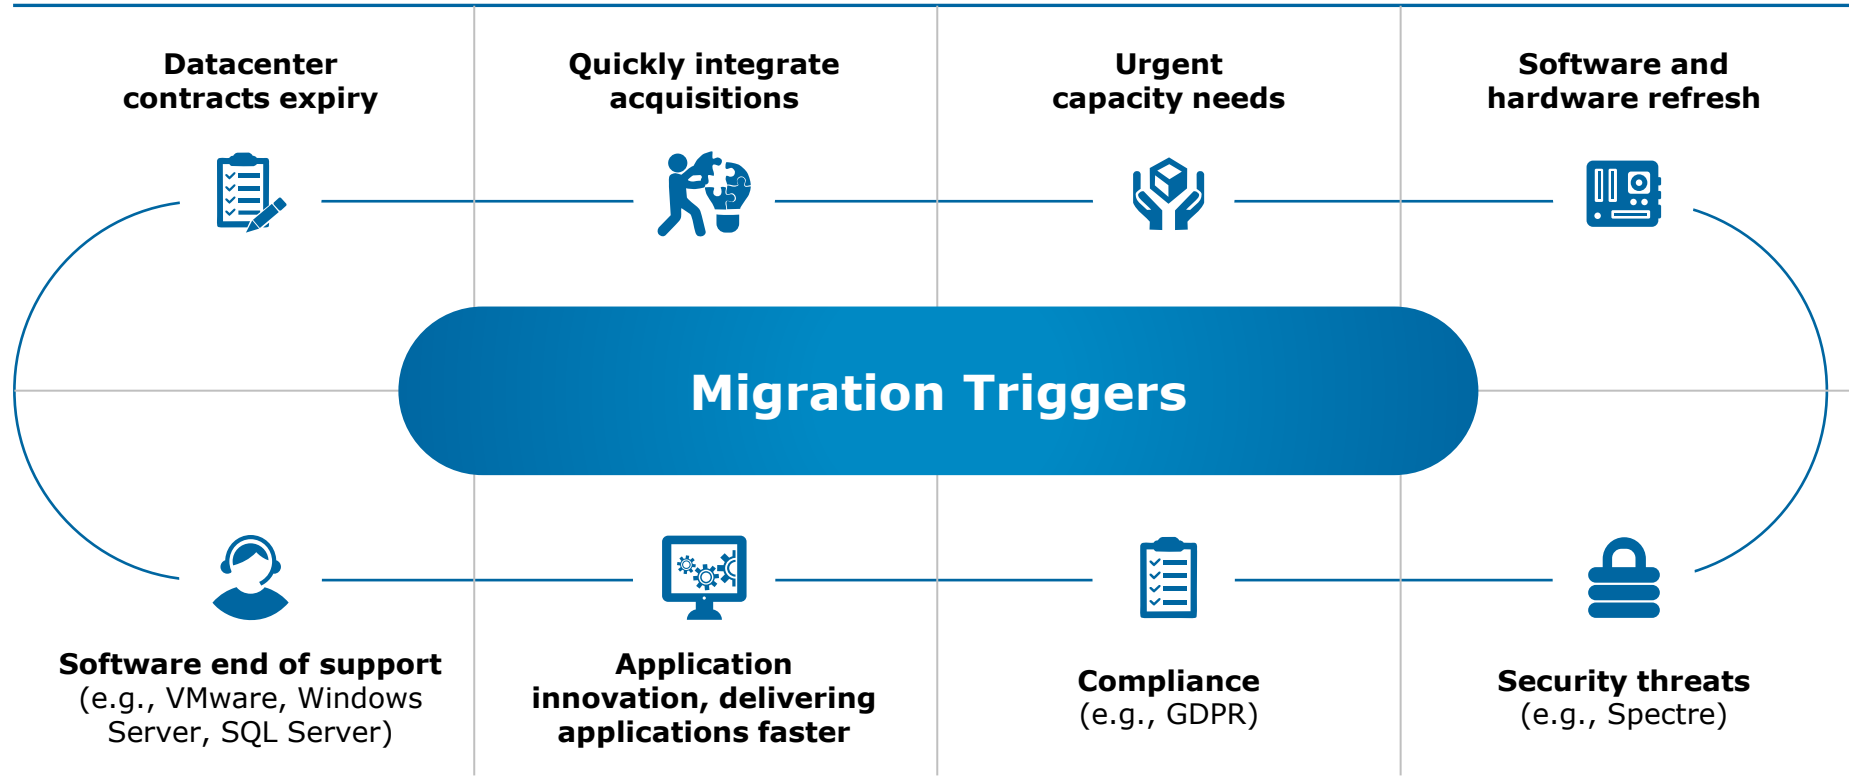 Datacenter
contracts expiry
Quickly integrate
acquisitions
Urgent
capacity needs
Software and
hardware refresh
Migration Triggers
Software end of support
(e.g., VMware, Windows
Server, SQL Server)
Application
innovation, delivering
applications faster
Compliance
(e.g., GDPR)
Security threats
(e.g., Spectre)